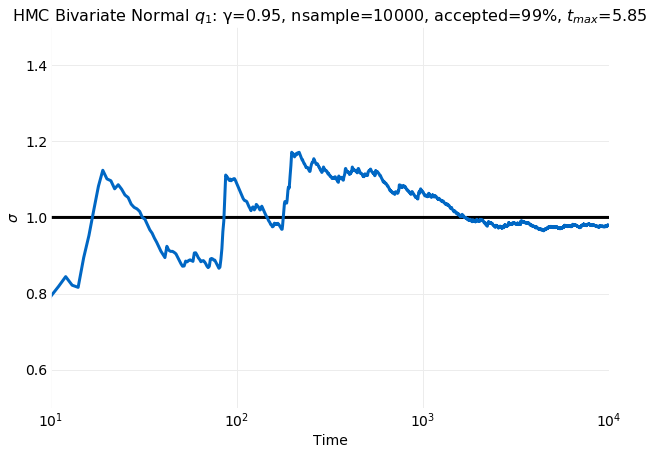 HMC Bivariate Normal q₁: γ=0.95, nsample=10000, accepted=99%, tₘₐₓ=5.85
1.4
1.2
1.0
0.8
0.6
σ
10¹ 10² 10³ 10⁴
Time